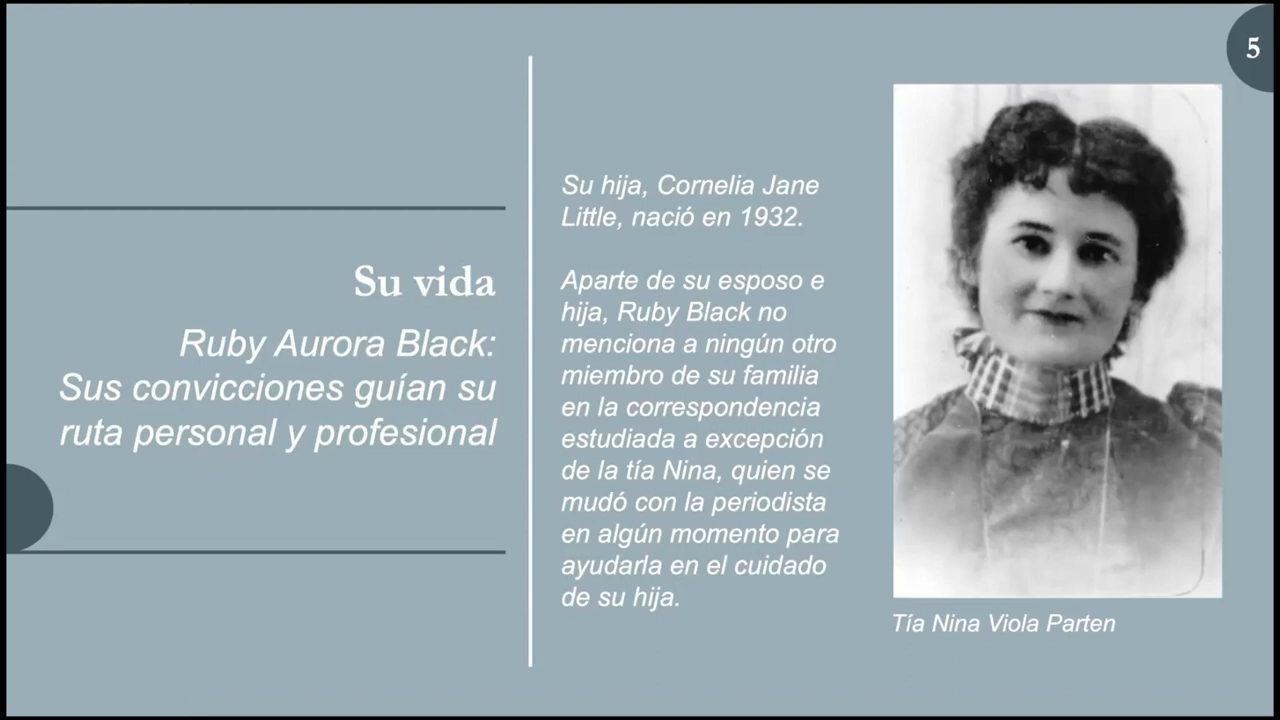 5
Su vida
Ruby Aurora Black:
Sus convicciones guían su
ruta personal y profesional
Su hija, Cornelia Jane
Little, nació en 1932.
Aparte de su esposo e
hija, Ruby Black no
menciona a ningún otro
miembro de su familia
en la correspondencia
estudiada a excepción
de la tía Nina, quien se
mudó con la periodista
en algún momento para
ayudarla en el cuidado
de su hija.
Tía Nina Viola Parten